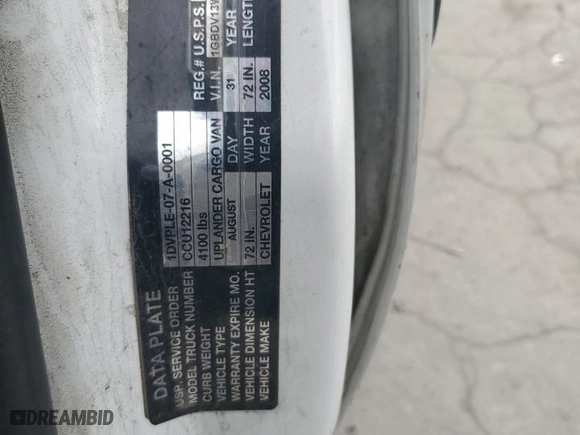 DATA PLATE
USP. SERVICE ORDER 1DVPLE-07-A-0001 REG.# U.S.P.S.
MODEL TRUCK NUMBER CCU12216 V.I.N. 1GBDV13
CURB WEIGHT 4100 lbs
VEHICLE TYPE UPLANDER CARGO VAN
WARRANTY EXPIRE MO. AUGUST DAY 31 YEAR
VEHICLE DIMENSION HT 72 IN. WIDTH 72 IN. LENGTH
VEHICLE MAKE CHEVROLET YEAR 2008
DREAMBID